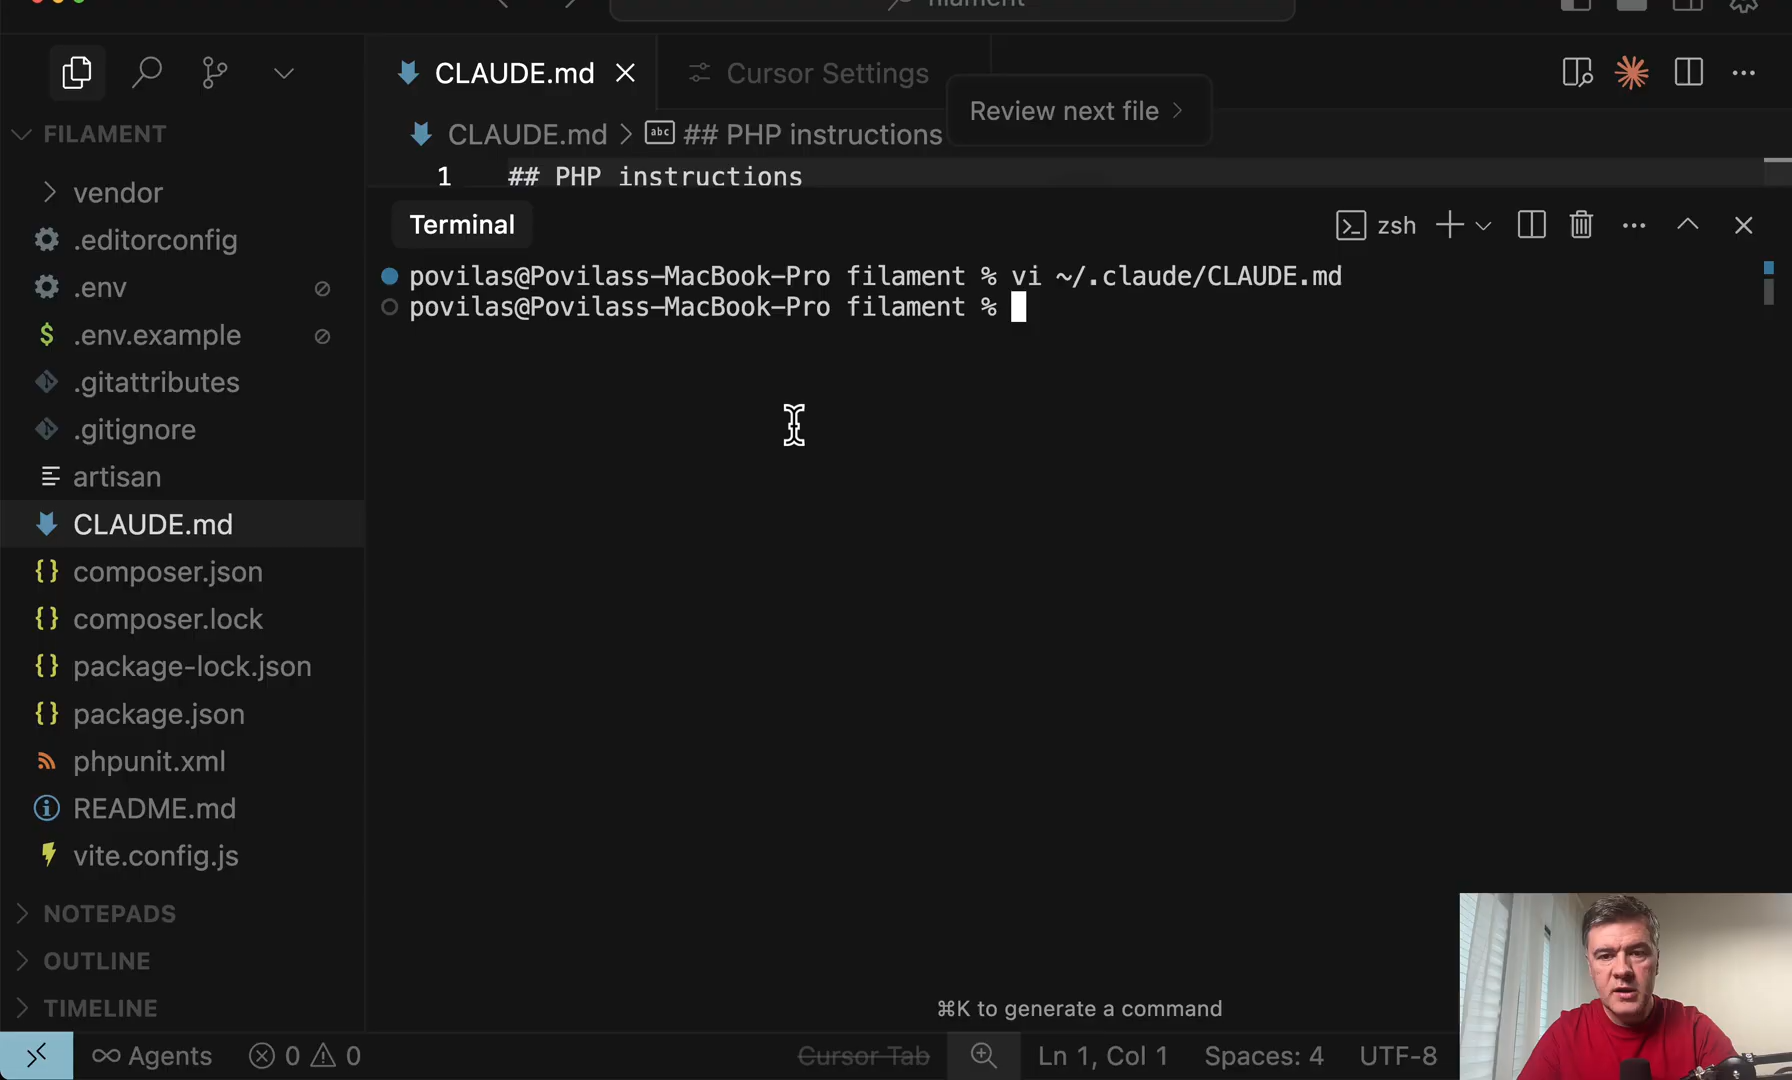 filament
CLAUDE.md
Cursor Settings
Review next file
FILAMENT
CLAUDE.md > abc ## PHP instructions
1 ## PHP instructions
vendor
.editorconfig
.env
.env.example
.gitattributes
.gitignore
artisan
CLAUDE.md
composer.json
composer.lock
package-lock.json
package.json
phpunit.xml
README.md
vite.config.js
NOTEPADS
OUTLINE
TIMELINE
Terminal
zsh
povilas@Povilass-MacBook-Pro filament % vi ~/.claude/CLAUDE.md
povilas@Povilass-MacBook-Pro filament %
⌘K to generate a command
Agents 0 0 Cursor Tab Ln 1, Col 1 Spaces: 4 UTF-8